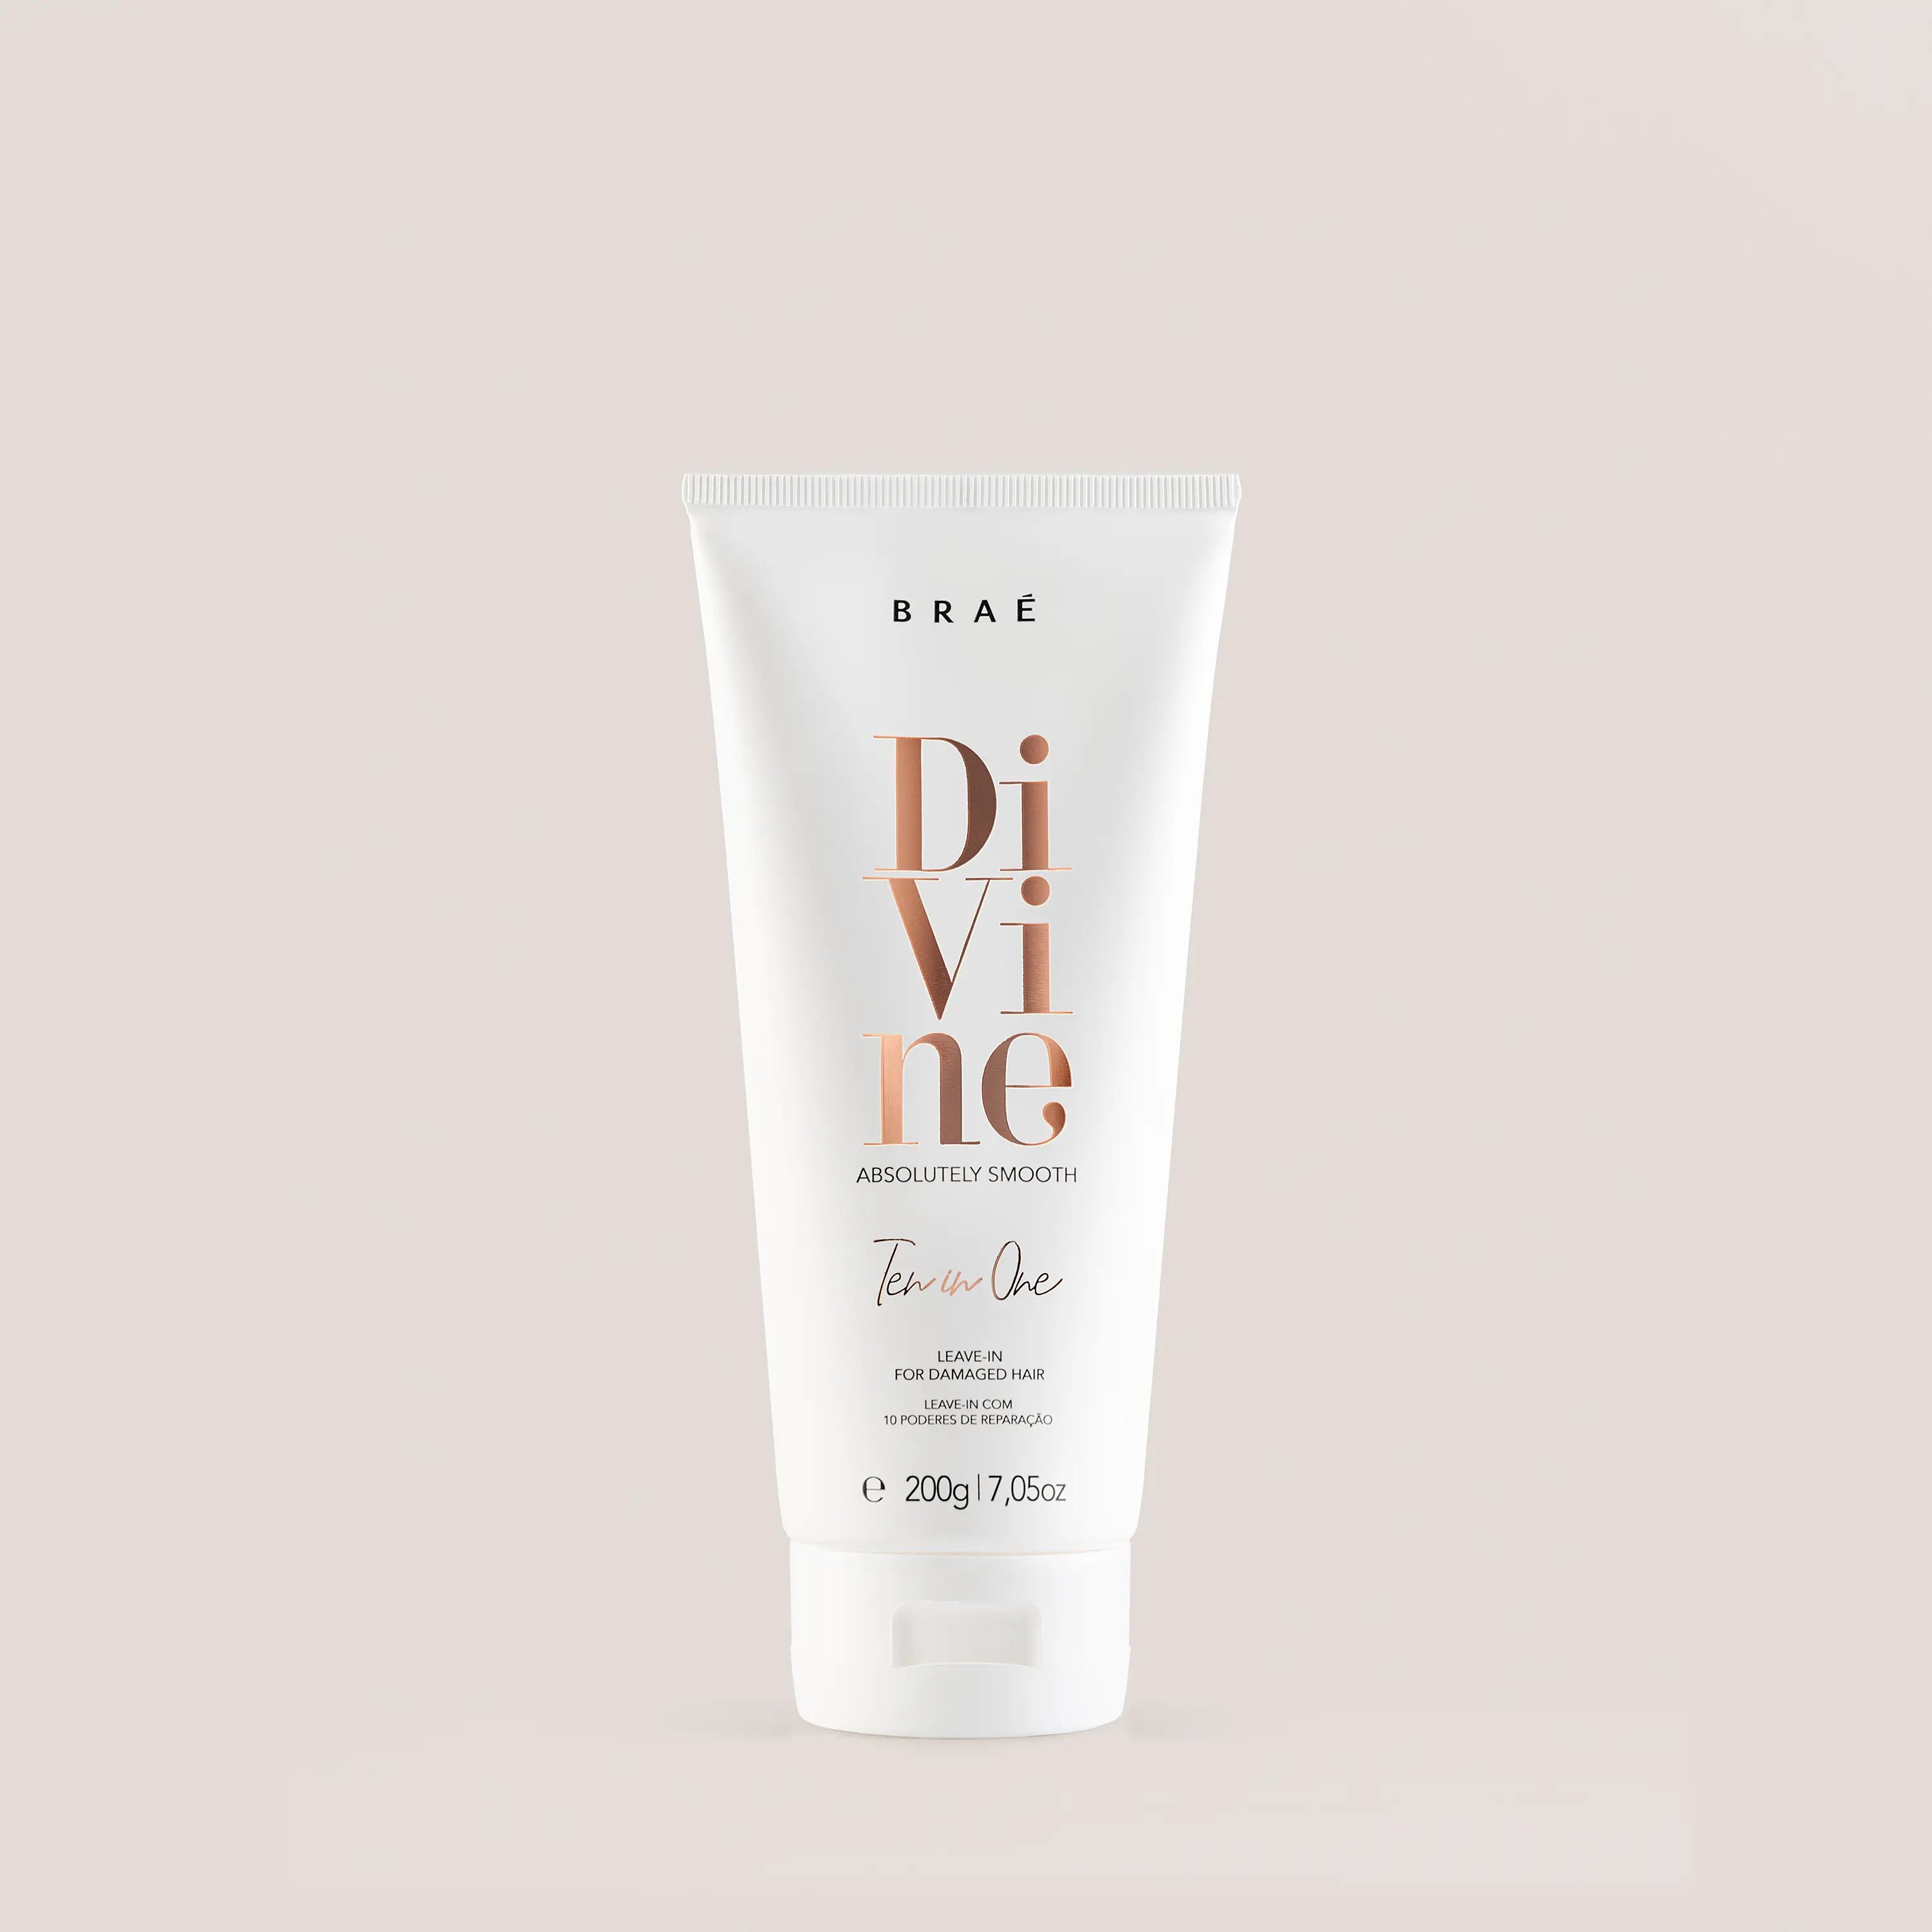 BRAÉ
Di
Vi
ne
ABSOLUTELY SMOOTH
Ten in One
LEAVE-IN
FOR DAMAGED HAIR
LEAVE-IN COM
10 PODERES DE REPARAÇÃO
℮ 200g|7,05oz